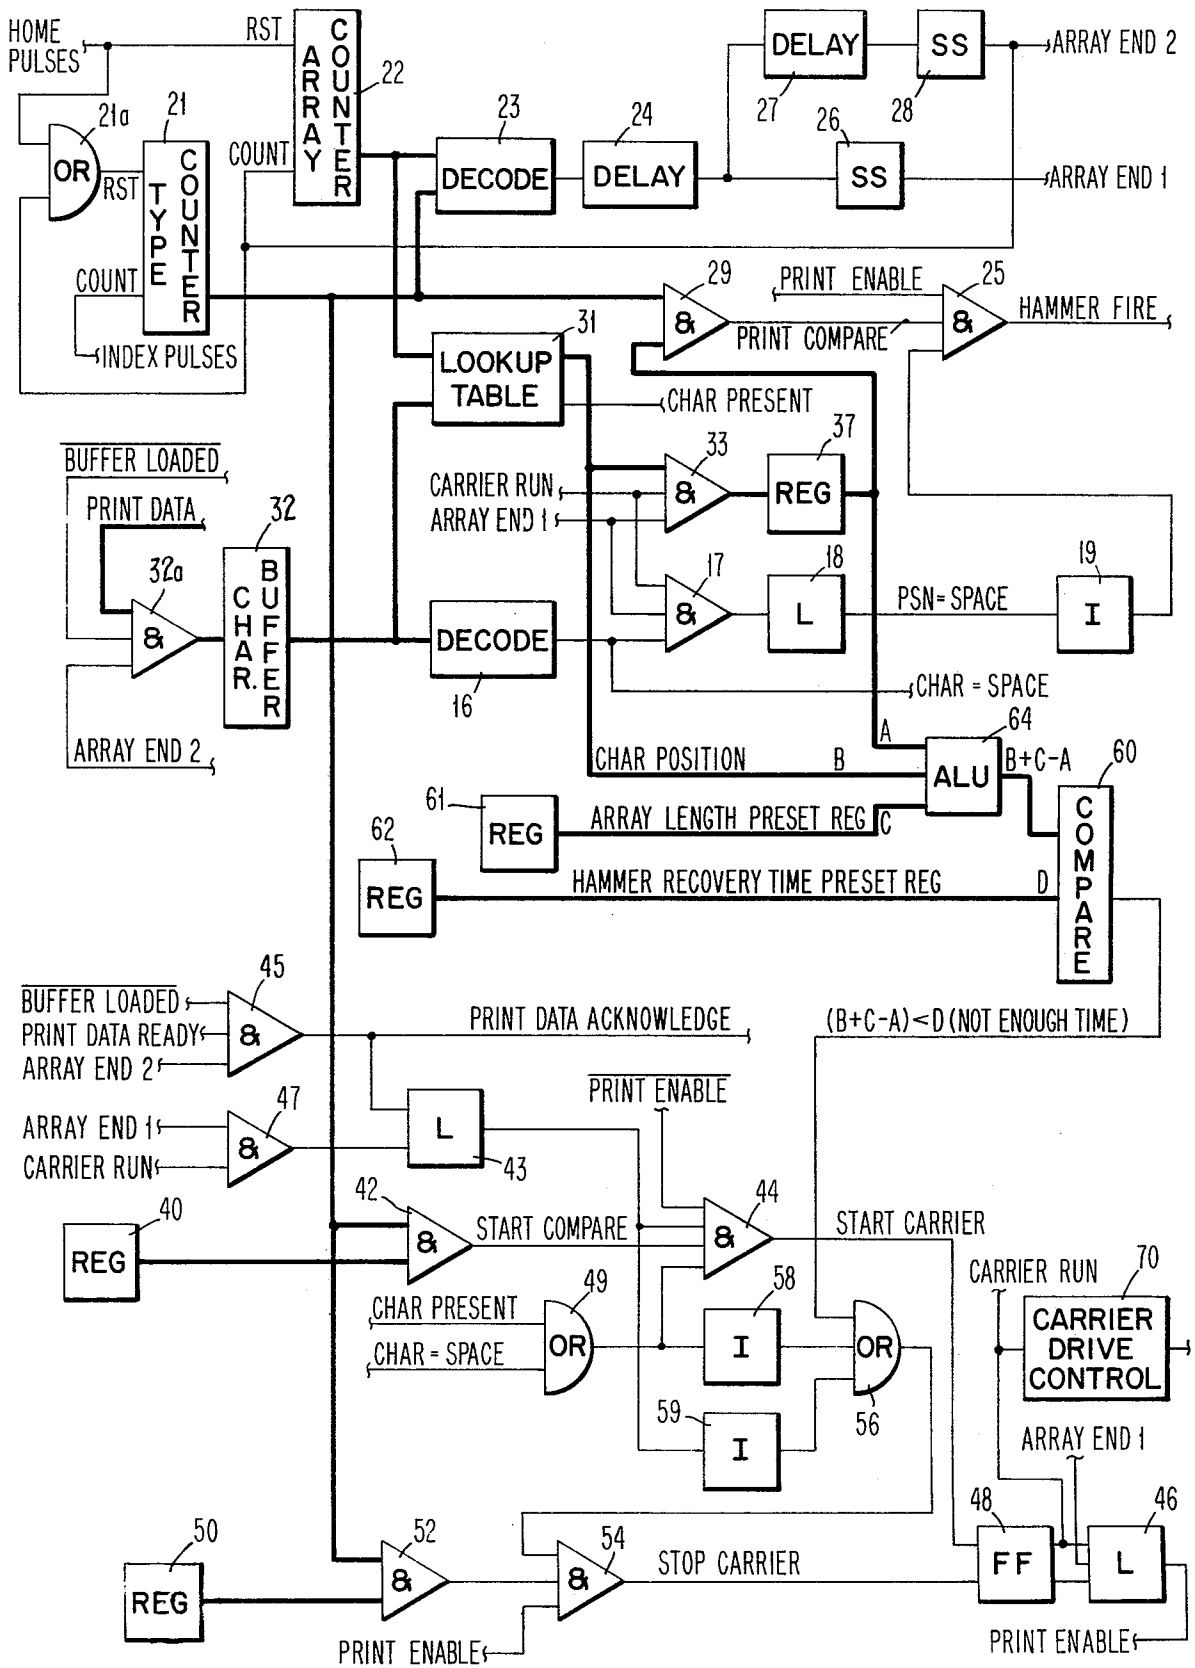 HOME
PULSES
RST
ARRAY
COUNTER
22
DELAY
27
SS
28
ARRAY END 2
21a
21
OR
RST
TYPE
COUNTER
COUNT
COUNT
INDEX PULSES
23
DECODE
24
DELAY
26
SS
ARRAY END 1
29
&
PRINT ENABLE
25
&
PRINT COMPARE
HAMMER FIRE
31
LOOKUP
TABLE
CHAR PRESENT
BUFFER LOADED
PRINT DATA
32a
&
32
CHAR.
BUFFER
ARRAY END 2
CARRIER RUN
ARRAY END 1
33
&
37
REG
17
&
18
L
PSN=SPACE
19
I
DECODE
16
CHAR = SPACE
A
64
ALU
B+C-A
CHAR POSITION
B
60
COMPARE
61
REG
ARRAY LENGTH PRESET REG
C
62
REG
HAMMER RECOVERY TIME PRESET REG
D
45
BUFFER LOADED
PRINT DATA READY
ARRAY END 2
&
PRINT DATA ACKNOWLEDGE
(B+C-A)<D (NOT ENOUGH TIME)
47
ARRAY END 1
CARRIER RUN
&
L
43
PRINT ENABLE
40
REG
42
&
START COMPARE
44
&
START CARRIER
CHAR PRESENT
CHAR = SPACE
49
OR
58
I
59
I
OR
56
CARRIER RUN
70
CARRIER
DRIVE
CONTROL
ARRAY END 1
50
REG
52
&
54
&
STOP CARRIER
48
FF
46
L
PRINT ENABLE
PRINT ENABLE